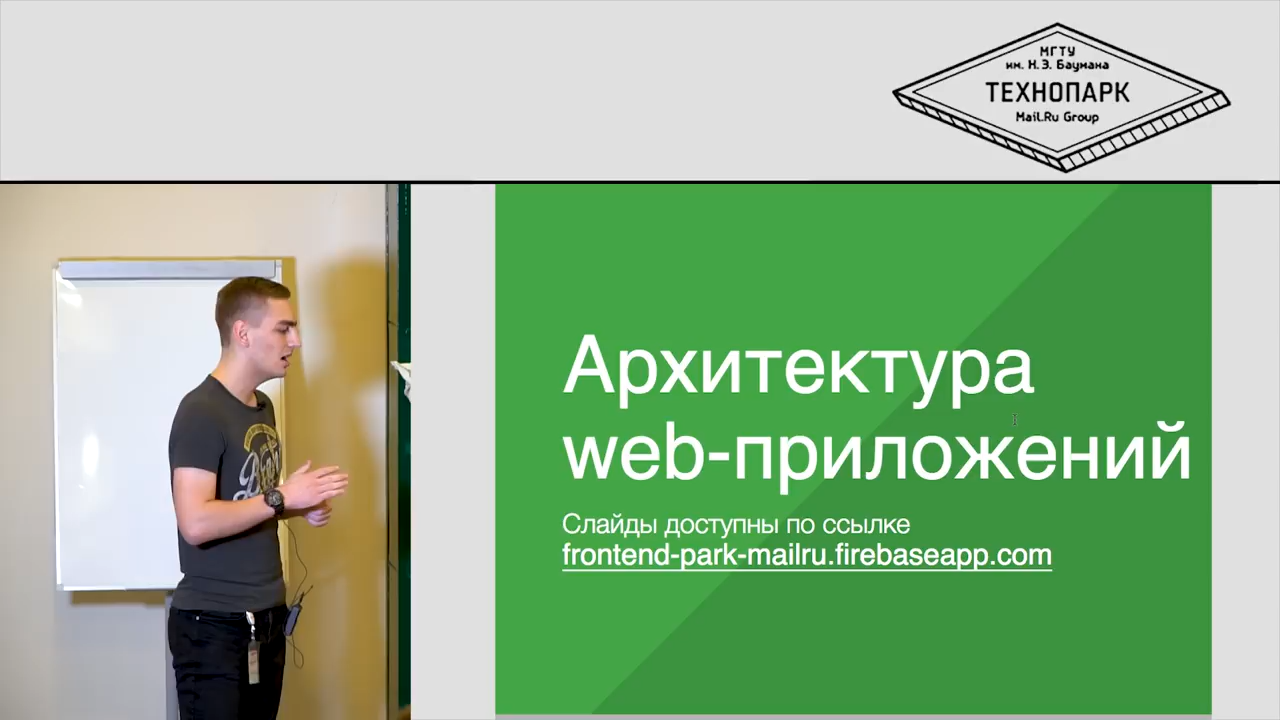 МГТУ
им. Н.Э. Баумана
ТЕХНОПАРК
Mail.Ru Group
Архитектура
web-приложений
Слайды доступны по ссылке
frontend-park-mailru.firebaseapp.com